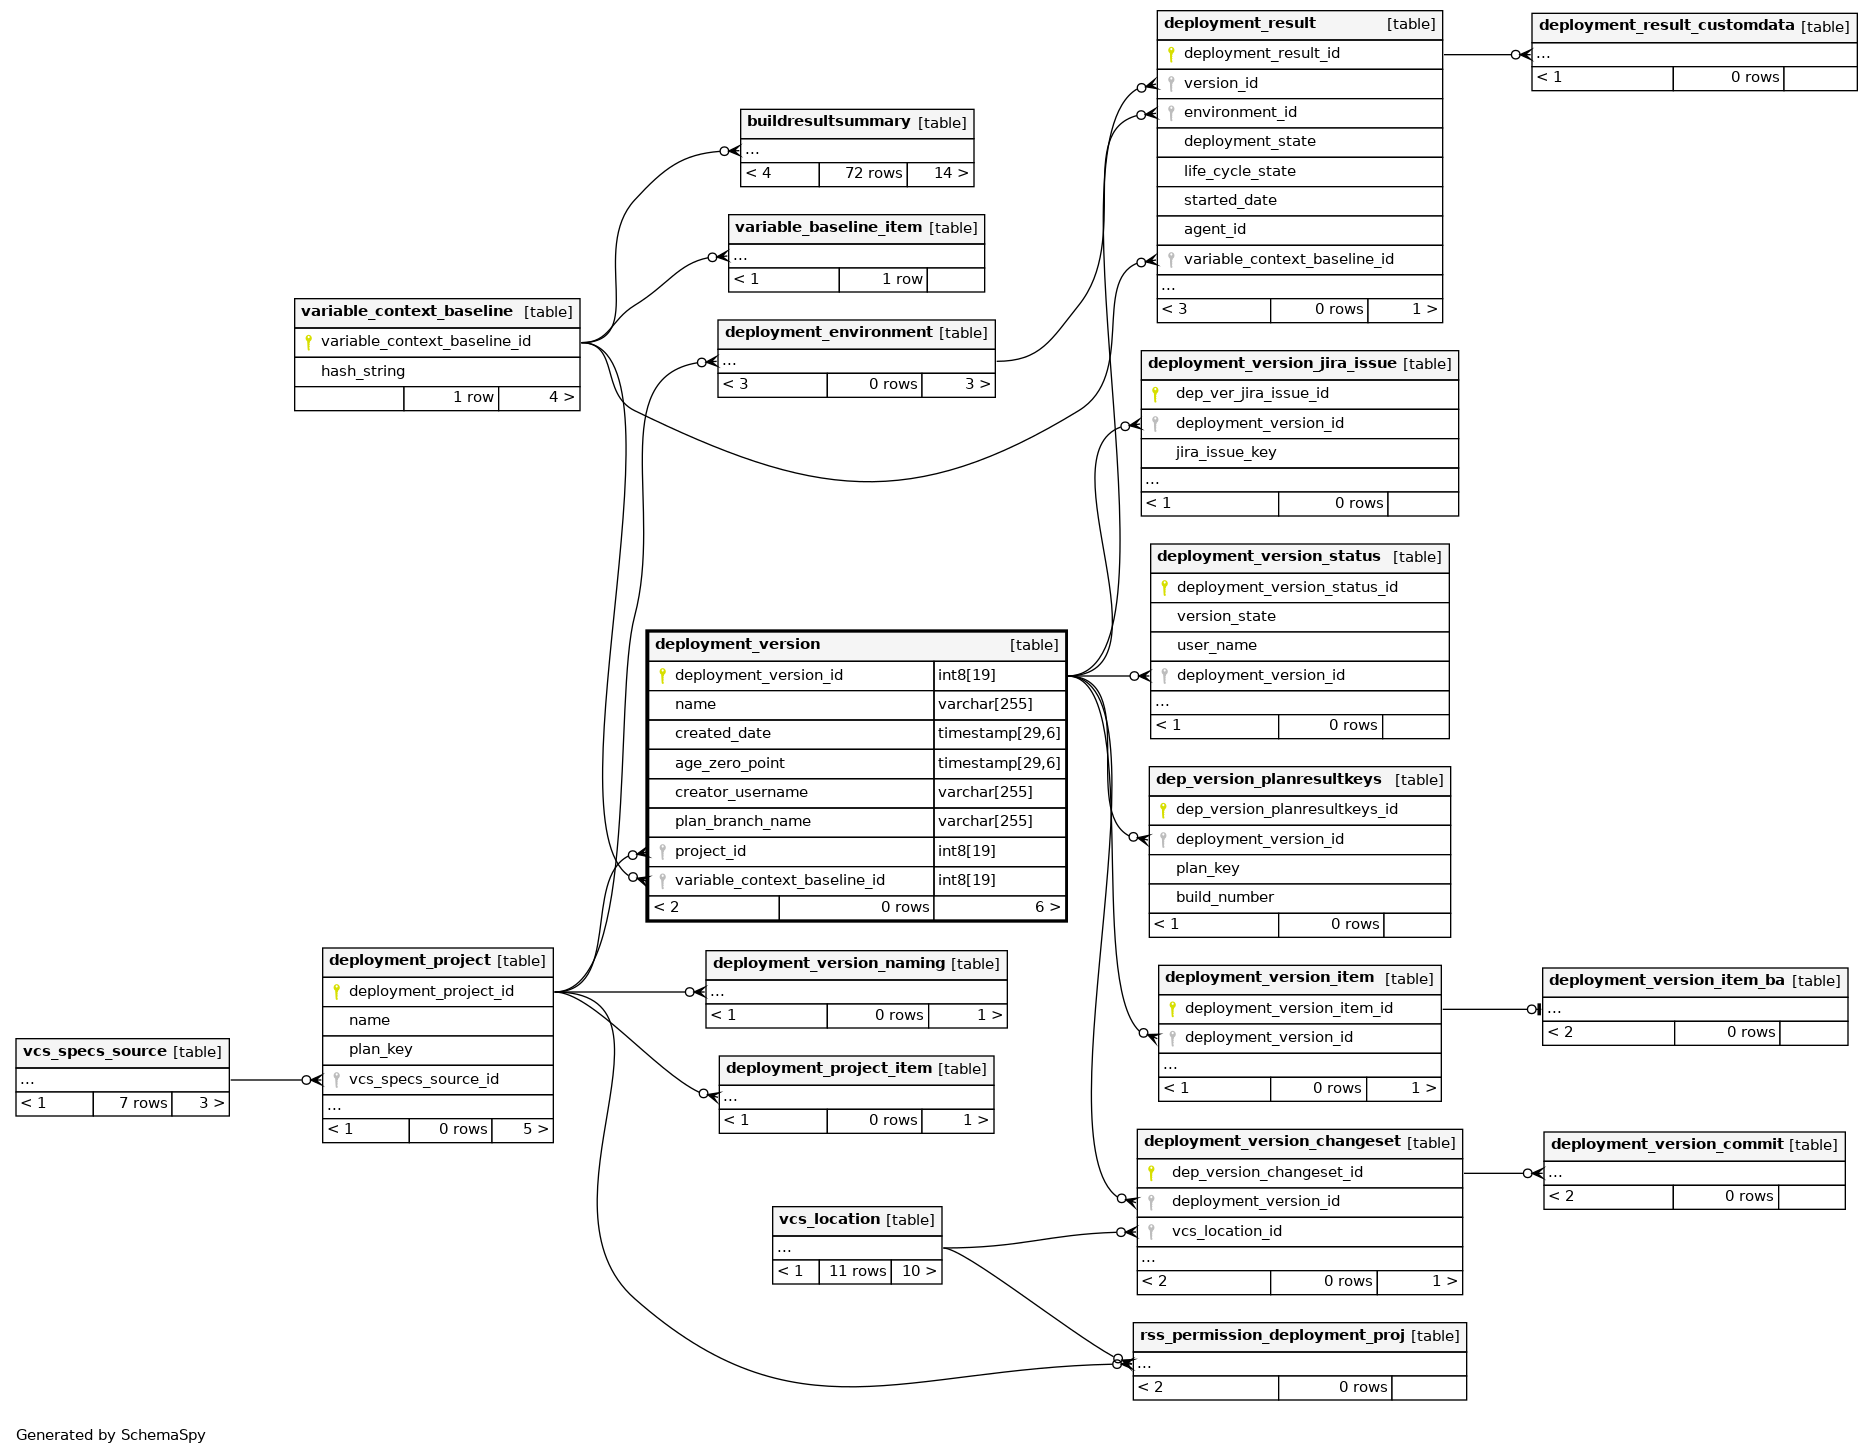 deployment_result [table]
deployment_result_id
version_id
environment_id
deployment_state
life_cycle_state
started_date
agent_id
variable_context_baseline_id
...
< 3 0 rows 1 >
deployment_result_customdata [table]
...
< 1 0 rows
buildresultsummary [table]
...
< 4 72 rows 14 >
variable_baseline_item [table]
...
< 1 1 row
variable_context_baseline [table]
variable_context_baseline_id
hash_string
1 row 4 >
deployment_environment [table]
...
< 3 0 rows 3 >
deployment_version_jira_issue [table]
dep_ver_jira_issue_id
deployment_version_id
jira_issue_key
...
< 1 0 rows
deployment_version_status [table]
deployment_version_status_id
version_state
user_name
deployment_version_id
...
< 1 0 rows
deployment_version [table]
deployment_version_id int8[19]
name varchar[255]
created_date timestamp[29,6]
age_zero_point timestamp[29,6]
creator_username varchar[255]
plan_branch_name varchar[255]
project_id int8[19]
variable_context_baseline_id int8[19]
< 2 0 rows 6 >
dep_version_planresultkeys [table]
dep_version_planresultkeys_id
deployment_version_id
plan_key
build_number
< 1 0 rows
deployment_project [table]
deployment_project_id
name
plan_key
vcs_specs_source_id
...
< 1 0 rows 5 >
deployment_version_naming [table]
...
< 1 0 rows 1 >
deployment_version_item [table]
deployment_version_item_id
deployment_version_id
...
< 1 0 rows 1 >
deployment_version_item_ba [table]
...
< 2 0 rows
vcs_specs_source [table]
...
< 1 7 rows 3 >
deployment_project_item [table]
...
< 1 0 rows 1 >
deployment_version_changeset [table]
dep_version_changeset_id
deployment_version_id
vcs_location_id
...
< 2 0 rows 1 >
deployment_version_commit [table]
...
< 2 0 rows
vcs_location [table]
...
< 1 11 rows 10 >
rss_permission_deployment_proj [table]
...
< 2 0 rows
Generated by SchemaSpy